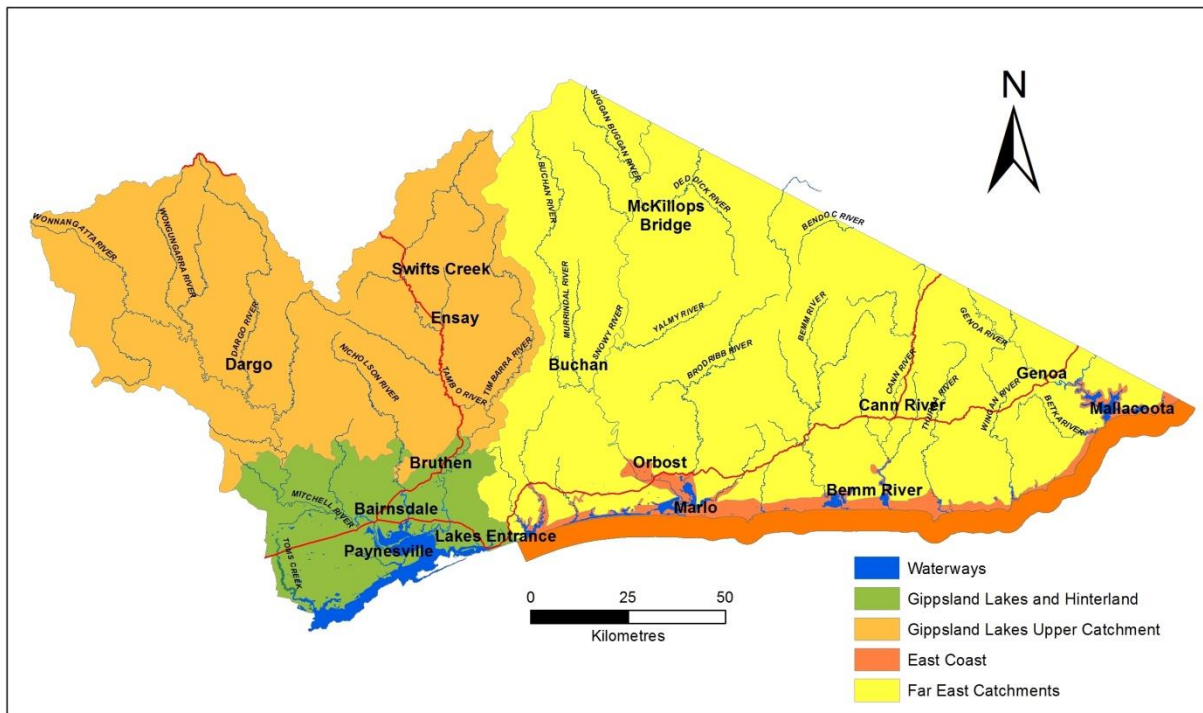 N
SUGGAN BUGGAN RIVER
BUCHAN RIVER
DEDDICK RIVER
McKillops
Bridge
WONNANGATTA RIVER
WONGUNGARRA RIVER
BENDOC RIVER
Swifts Creek
Ensay
MURRINDAL RIVER
SNOWY RIVER
YALMY RIVER
BEMM RIVER
GENOA RIVER
DARGO RIVER
Dargo
NICHOLSON RIVER
TAMBO RIVER
TIMBARRA RIVER
Buchan
BRODRIBB RIVER
CANN RIVER
Cann River
THURRA RIVER
WINGAN RIVER
Genoa
BETKA RIVER
Mallacoota
Bruthen
Orbost
MITCHELL RIVER
Bairnsdale
Bemm River
Marlo
Lakes Entrance
Paynesville
TOMS CREEK
Waterways
Gippsland Lakes and Hinterland
Gippsland Lakes Upper Catchment
East Coast
Far East Catchments
0 25 50
Kilometres